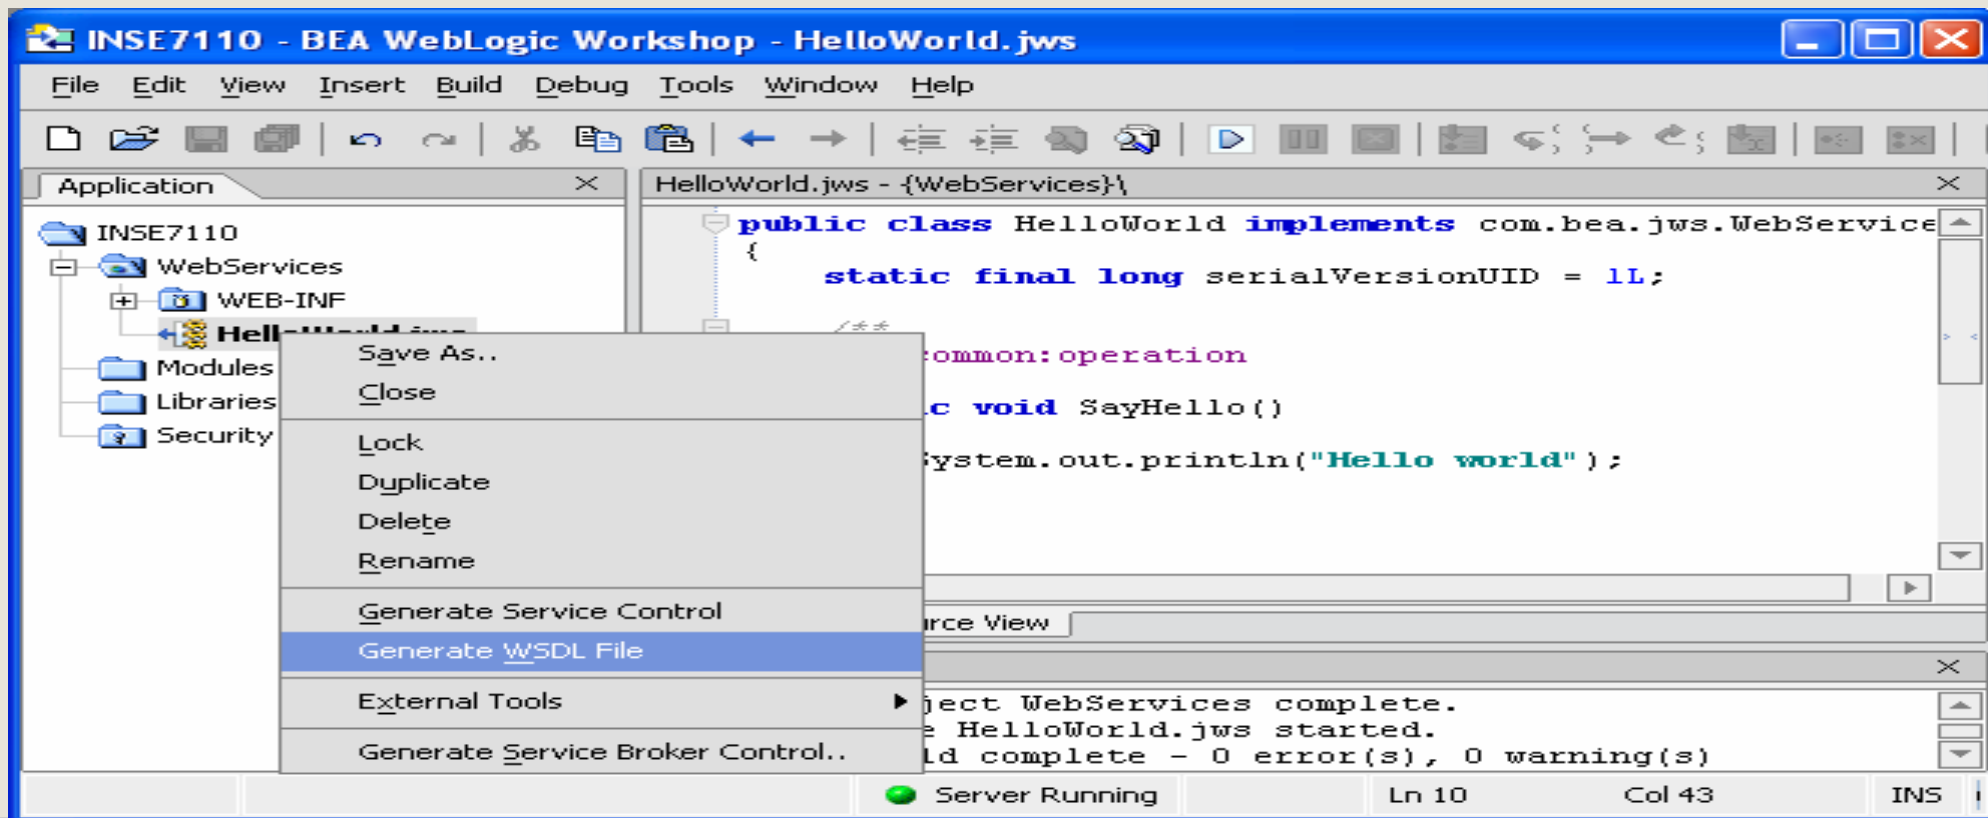 INSE7110 - BEA WebLogic Workshop - HelloWorld.jws
File Edit View Insert Build Debug Tools Window Help
Application
INSE7110
WebServices
WEB-INF
HelloWorld.jws
Modules
Libraries
Security
Save As..
Close
Lock
Duplicate
Delete
Rename
Generate Service Control
Generate WSDL File
External Tools
Generate Service Broker Control..
HelloWorld.jws - {WebServices}\
public class HelloWorld implements com.bea.jws.WebService
{
static final long serialVersionUID = 1L;
/**
common:operation
c void SayHello()
System.out.println("Hello world");
rce View
ject WebServices complete.
e HelloWorld.jws started.
ld complete - 0 error(s), 0 warning(s)
Server Running Ln 10 Col 43 INS